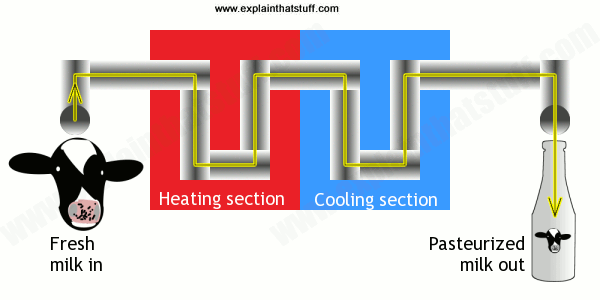 www.explainthatstuff.com
Heating section
Cooling section
Fresh
milk in
Pasteurized
milk out